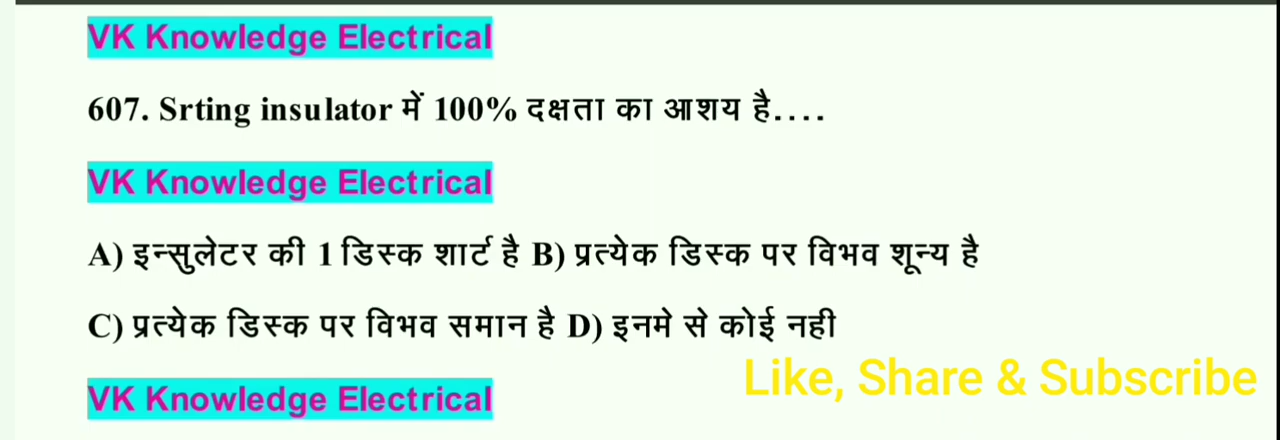 VK Knowledge Electrical
607. Srting insulator में 100% दक्षता का आशय है....
VK Knowledge Electrical
A) इन्सुलेटर की 1 डिस्क शार्ट है B) प्रत्येक डिस्क पर विभव शून्य है
C) प्रत्येक डिस्क पर विभव समान है D) इनमे से कोई नही
Like, Share & Subscribe
VK Knowledge Electrical